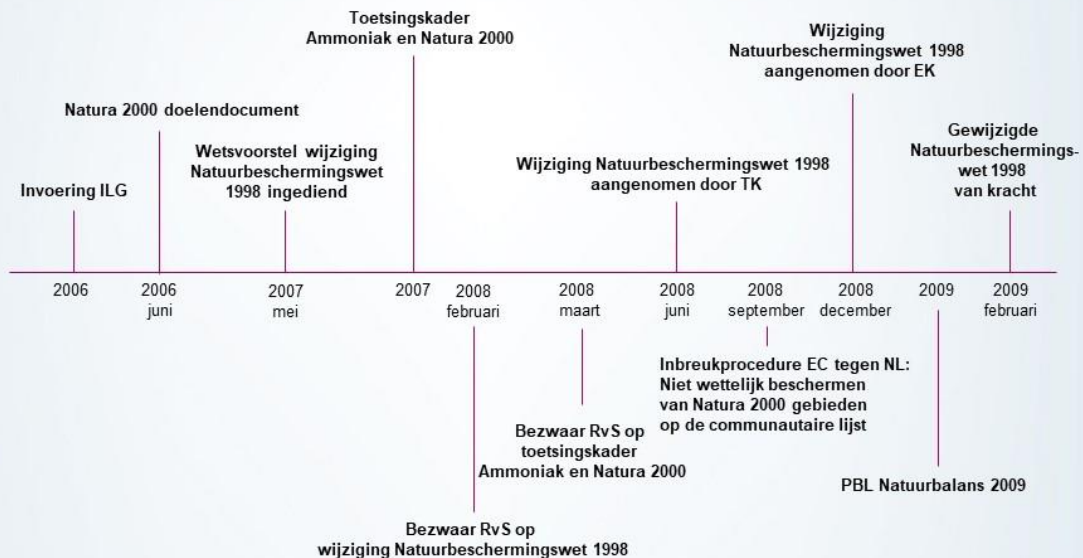 Toetsingskader
Ammoniak en Natura 2000
Wijziging
Natuurbeschermingswet 1998
aangenomen door EK
Natura 2000 doelendocument
Wetsvoorstel wijziging
Natuurbeschermingswet
1998 ingediend
Wijziging Natuurbeschermingswet 1998
aangenomen door TK
Gewijzigde
Natuurbeschermings-
wet 1998
van kracht
Invoering ILG
2006
2006
juni
2007
mei
2007
2008
februari
2008
maart
2008
juni
2008
september
2008
december
2009
2009
februari
Inbreukprocedure EC tegen NL:
Niet wettelijk beschermen
van Natura 2000 gebieden
op de communautaire lijst
Bezwaar RvS op
toetsingskader
Ammoniak en Natura 2000
PBL Natuurbalans 2009
Bezwaar RvS op
wijziging Natuurbeschermingswet 1998